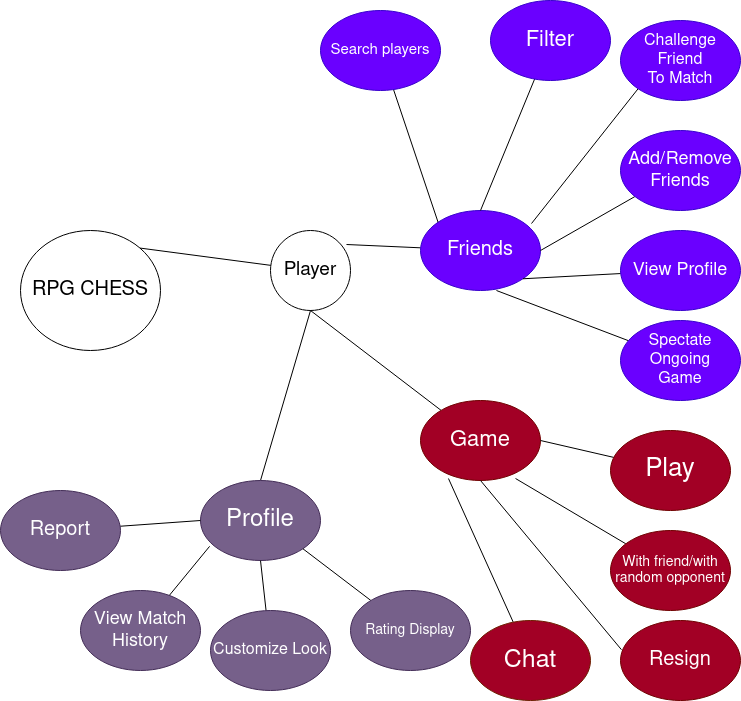 Search players
Filter
Challenge
Friend
To Match
Add/Remove
Friends
Friends
View Profile
RPG CHESS
Player
Spectate
Ongoing
Game
Game
Play
Profile
Report
With friend/with
random opponent
View Match
History
Customize Look
Rating Display
Chat
Resign